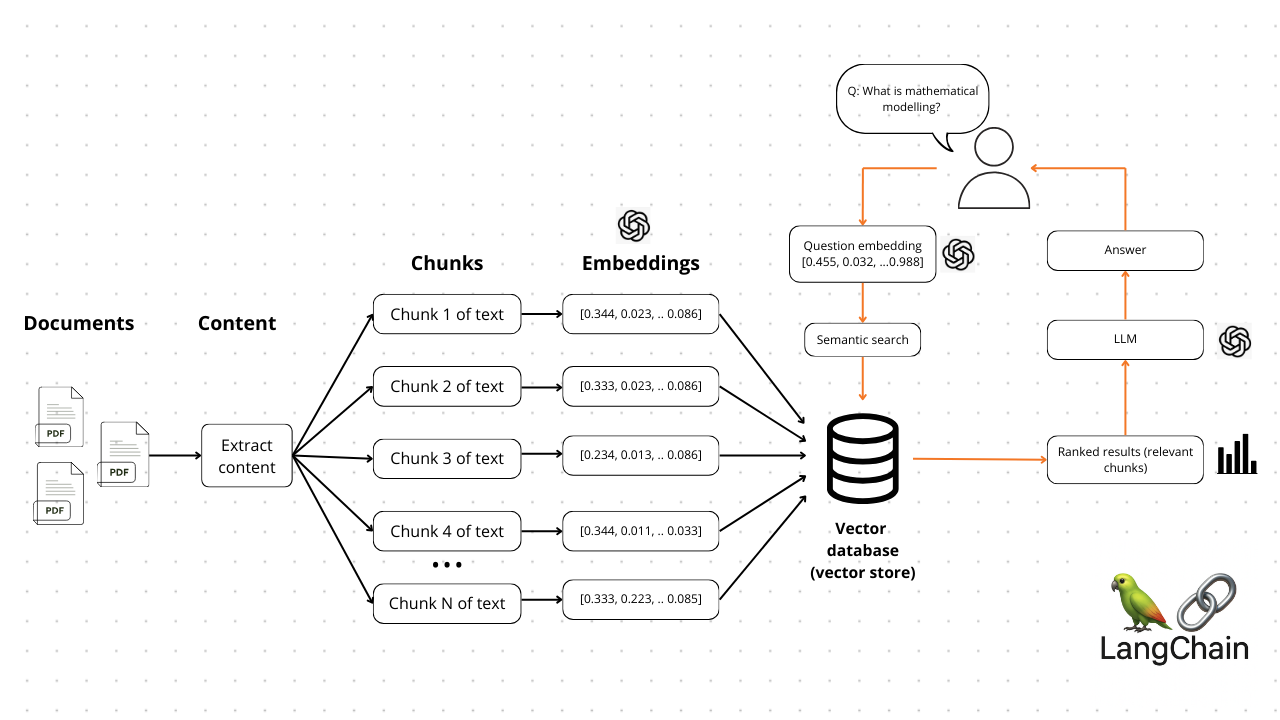 Q: What is mathematical
modelling?
Question embedding
[0.455, 0.032, ...0.988]
Answer
Chunks
Embeddings
Documents
Content
Chunk 1 of text
[0.344, 0.023, .. 0.086]
Semantic search
LLM
Chunk 2 of text
[0.333, 0.023, .. 0.086]
PDF
PDF
PDF
Extract
content
Chunk 3 of text
[0.234, 0.013, .. 0.086]
Ranked results (relevant
chunks)
Chunk 4 of text
[0.344, 0.011, .. 0.033]
Vector
database
(vector store)
...
Chunk N of text
[0.333, 0.223, .. 0.085]
LangChain